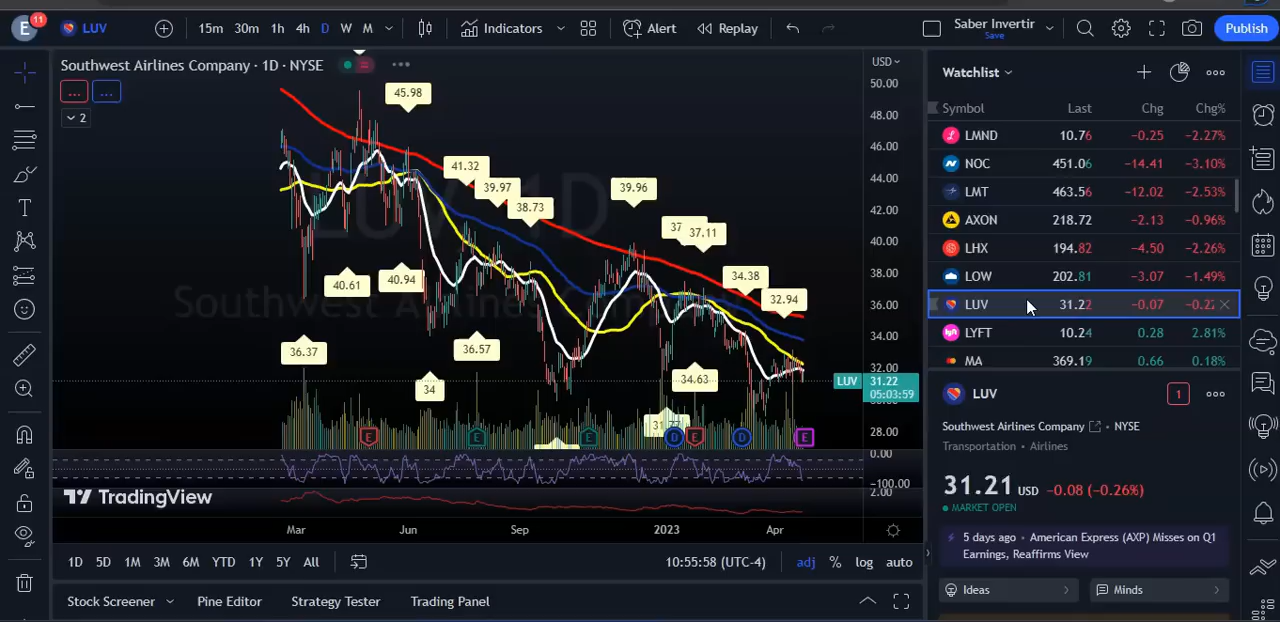 E 11 LUV 15m 30m 1h 4h D W M Indicators Alert Replay Saber Invertir Save Publish
Southwest Airlines Company · 1D · NYSE
USD
2
50.00
48.00
46.00
44.00
42.00
40.00
38.00
36.00
34.00
32.00
28.00
0.00
-100.00
2.00
45.98
41.32
39.97
38.73
39.96
37.11
34.38
32.94
40.61
40.94
36.37
36.57
34
34.63
LUV 31.22
05:03:59
E E E D E D E
LUV 1D
Southwest Airlines Company
TradingView
Mar Jun Sep 2023 Apr
1D 5D 1M 3M 6M YTD 1Y 5Y All 10:55:58 (UTC-4) adj % log auto
Stock Screener Pine Editor Strategy Tester Trading Panel
Watchlist
Symbol Last Chg Chg%
LMND 10.76 −0.25 −2.27%
NOC 451.06 −14.41 −3.10%
LMT 463.56 −12.02 −2.53%
AXON 218.72 −2.13 −0.96%
LHX 194.82 −4.50 −2.26%
LOW 202.81 −3.07 −1.49%
LUV 31.22 −0.07 −0.22
LYFT 10.24 0.28 2.81%
MA 369.19 0.66 0.18%
LUV 1
Southwest Airlines Company • NYSE
Transportation • Airlines
31.21 USD −0.08 (−0.26%)
MARKET OPEN
5 days ago • American Express (AXP) Misses on Q1
Earnings, Reaffirms View
Ideas Minds